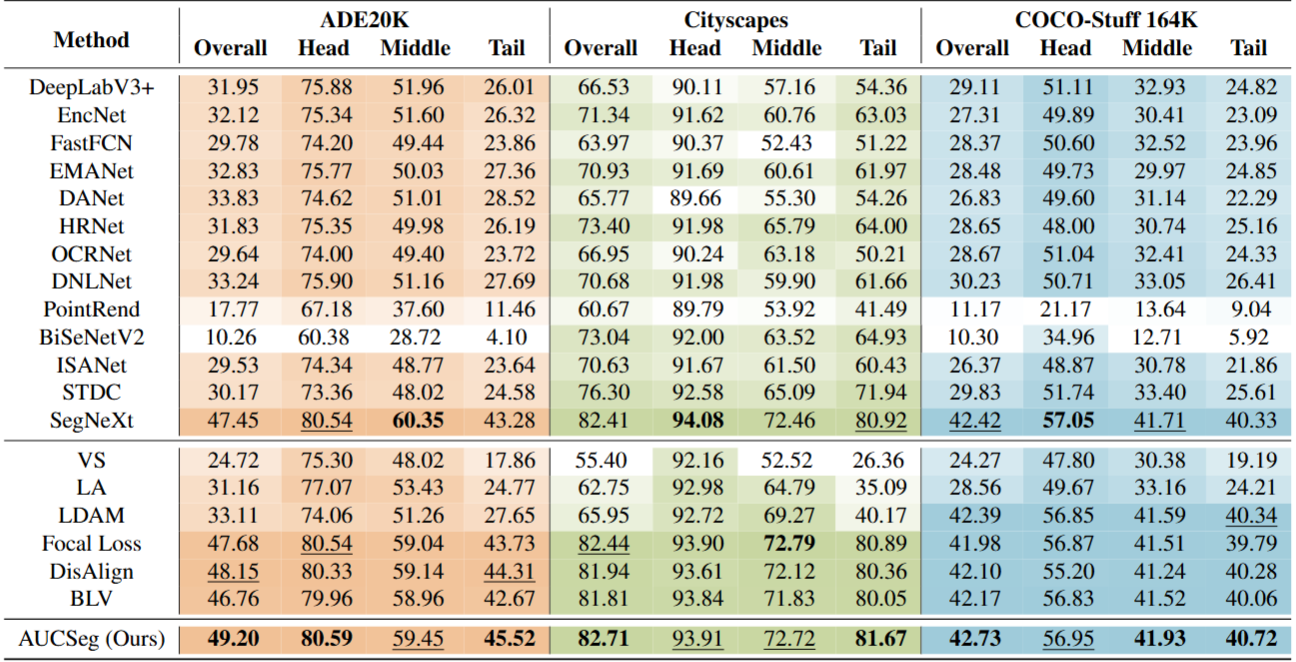 Method ADE20K Cityscapes COCO-Stuff 164K
Overall Head Middle Tail Overall Head Middle Tail Overall Head Middle Tail
DeepLabV3+ 31.95 75.88 51.96 26.01 66.53 90.11 57.16 54.36 29.11 51.11 32.93 24.82
EncNet 32.12 75.34 51.60 26.32 71.34 91.62 60.76 63.03 27.31 49.89 30.41 23.09
FastFCN 29.78 74.20 49.44 23.86 63.97 90.37 52.43 51.22 28.37 50.60 32.52 23.96
EMANet 32.83 75.77 50.03 27.36 70.93 91.69 60.61 61.97 28.48 49.73 29.97 24.85
DANet 33.83 74.62 51.01 28.52 65.77 89.66 55.30 54.26 26.83 49.60 31.14 22.29
HRNet 31.83 75.35 49.98 26.19 73.40 91.98 65.79 64.00 28.65 48.00 30.74 25.16
OCRNet 29.64 74.00 49.40 23.72 66.95 90.24 63.18 50.21 28.67 51.04 32.41 24.33
DNLNet 33.24 75.90 51.16 27.69 70.68 91.98 59.90 61.66 30.23 50.71 33.05 26.41
PointRend 17.77 67.18 37.60 11.46 60.67 89.79 53.92 41.49 11.17 21.17 13.64 9.04
BiSeNetV2 10.26 60.38 28.72 4.10 73.04 92.00 63.52 64.93 10.30 34.96 12.71 5.92
ISANet 29.53 74.34 48.77 23.64 70.63 91.67 61.50 60.43 26.37 48.87 30.78 21.86
STDC 30.17 73.36 48.02 24.58 76.30 92.58 65.09 71.94 29.83 51.74 33.40 25.61
SegNeXt 47.45 80.54 60.35 43.28 82.41 94.08 72.46 80.92 42.42 57.05 41.71 40.33
VS 24.72 75.30 48.02 17.86 55.40 92.16 52.52 26.36 24.27 47.80 30.38 19.19
LA 31.16 77.07 53.43 24.77 62.75 92.98 64.79 35.09 28.56 49.67 33.16 24.21
LDAM 33.11 74.06 51.26 27.65 65.95 92.72 69.27 40.17 42.39 56.85 41.59 40.34
Focal Loss 47.68 80.54 59.04 43.73 82.44 93.90 72.79 80.89 41.98 56.87 41.51 39.79
DisAlign 48.15 80.33 59.14 44.31 81.94 93.61 72.12 80.36 42.10 55.20 41.24 40.28
BLV 46.76 79.96 58.96 42.67 81.81 93.84 71.83 80.05 42.17 56.83 41.52 40.06
AUCSeg (Ours) 49.20 80.59 59.45 45.52 82.71 93.91 72.72 81.67 42.73 56.95 41.93 40.72